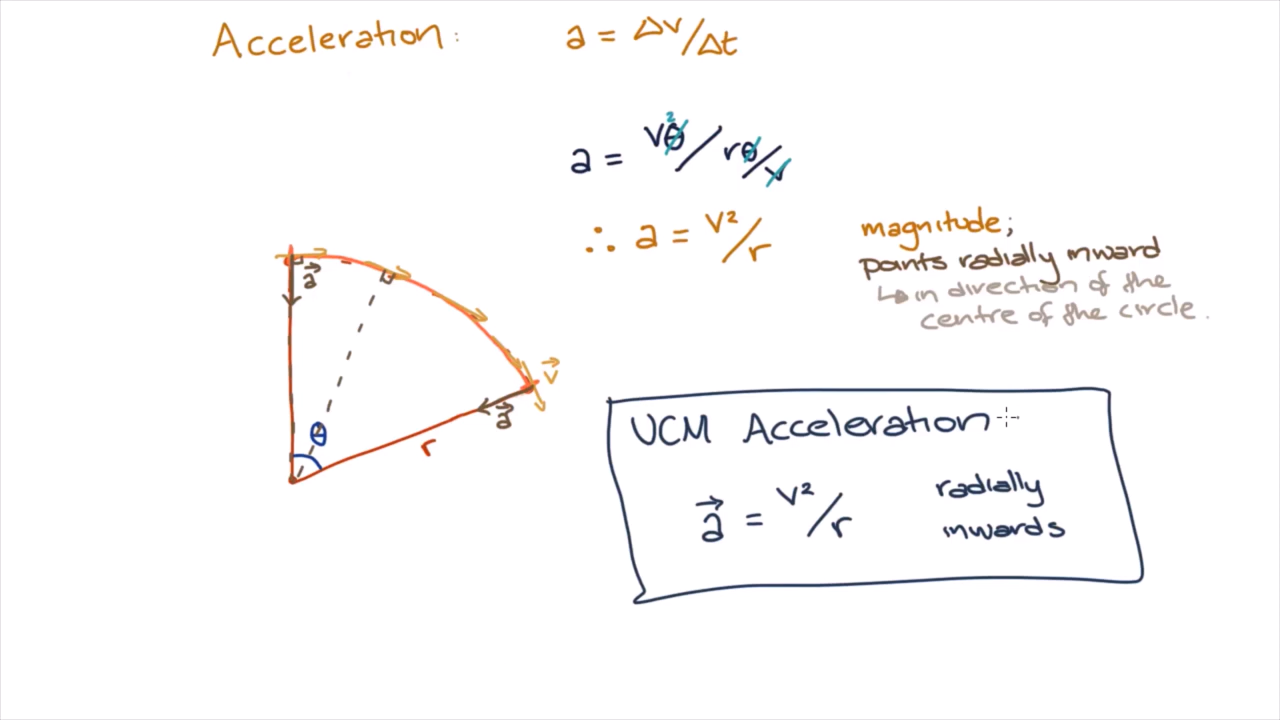 Acceleration: a = Δv/Δt
a = vθ²/rθ/v
∴ a = v²/r
magnitude;
points radially inward
↳ in direction of the
centre of the circle.
a⃗
v⃗
a⃗
θ
r
UCM Acceleration
a⃗ = v²/r
radially
inwards